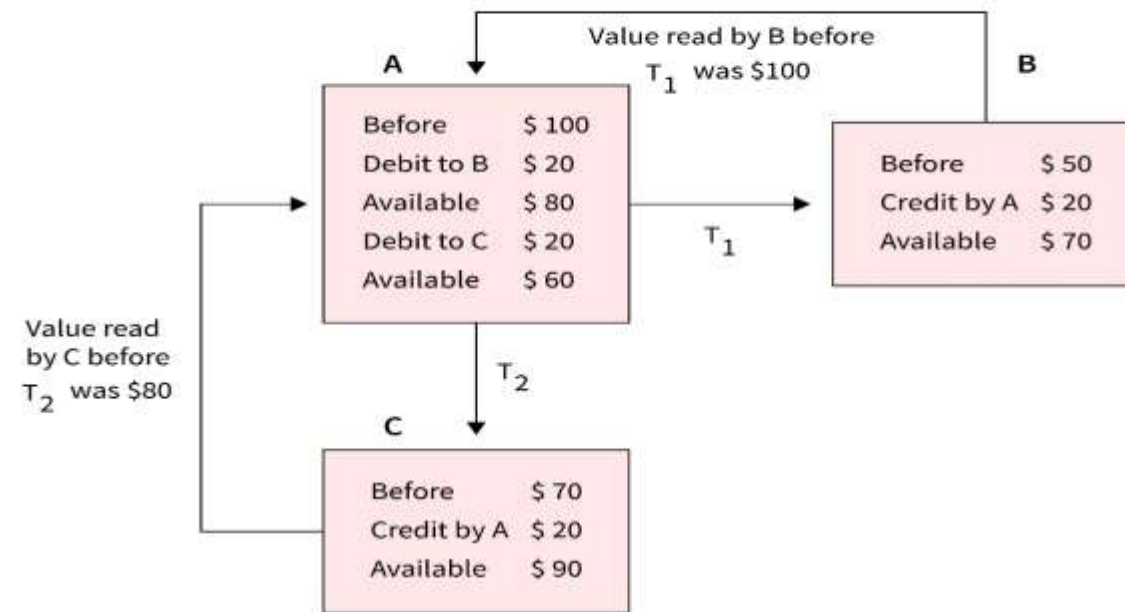 Value read by B before
T1 was $100
A
B
Before $ 100
Debit to B $ 20
Available $ 80
Debit to C $ 20
Available $ 60
T1
Before $ 50
Credit by A $ 20
Available $ 70
Value read
by C before
T2 was $80
T2
C
Before $ 70
Credit by A $ 20
Available $ 90